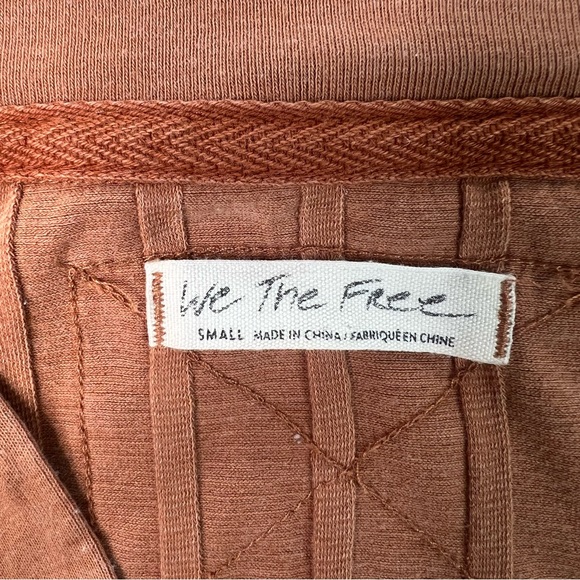 We The Free
SMALL MADE IN CHINA / FABRIQUÉ EN CHINE